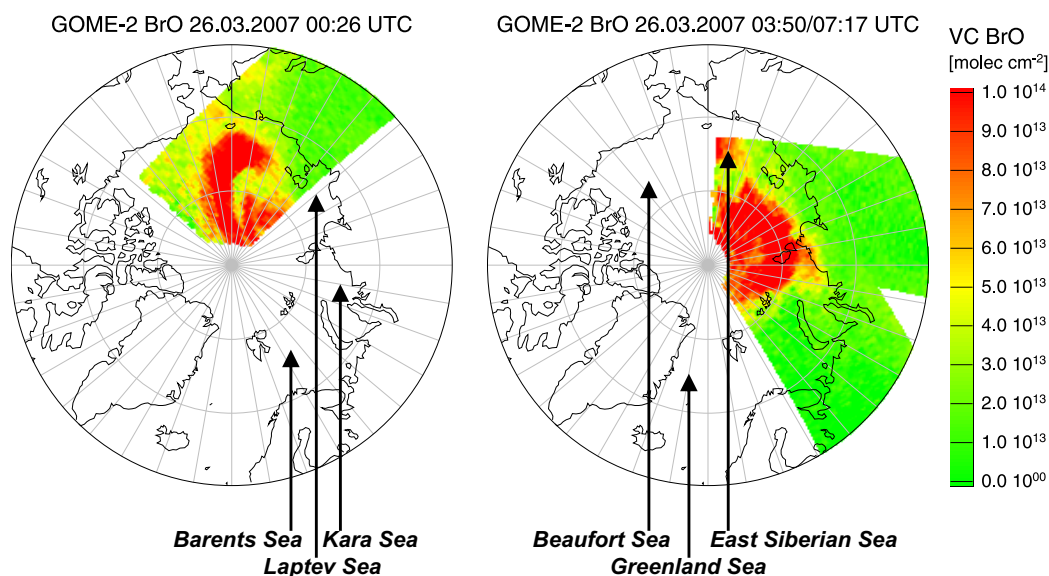 GOME-2 BrO 26.03.2007 00:26 UTC
GOME-2 BrO 26.03.2007 03:50/07:17 UTC
VC BrO
[molec cm⁻²]
1.0 10¹⁴
9.0 10¹³
8.0 10¹³
7.0 10¹³
6.0 10¹³
5.0 10¹³
4.0 10¹³
3.0 10¹³
2.0 10¹³
1.0 10¹³
0.0 10⁰⁰
Barents Sea
Kara Sea
Laptev Sea
Beaufort Sea
East Siberian Sea
Greenland Sea